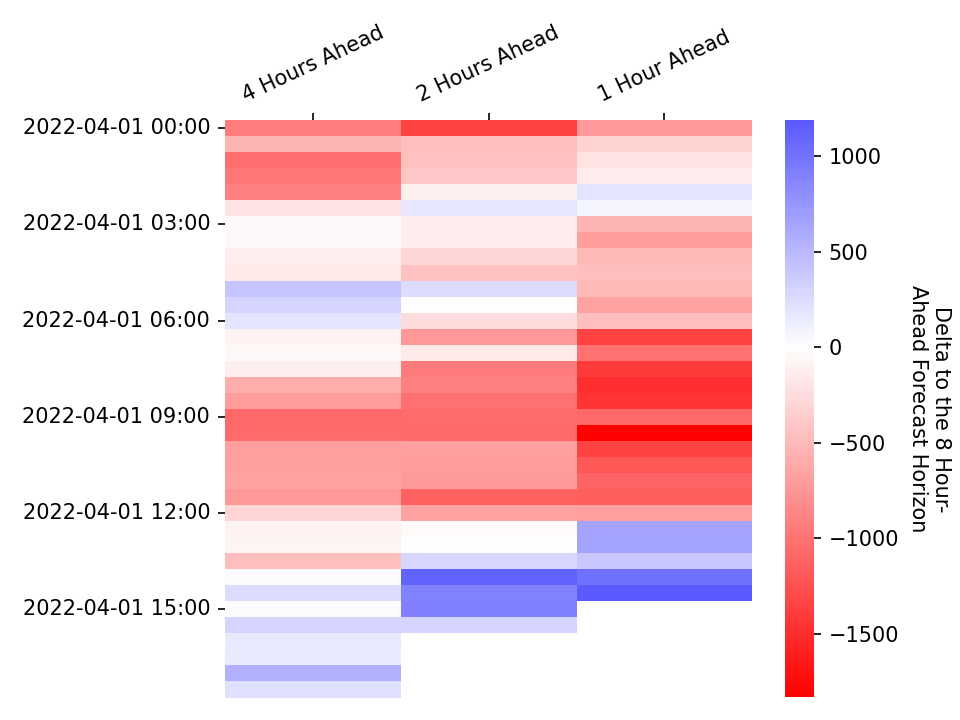 4 Hours Ahead
2 Hours Ahead
1 Hour Ahead
2022-04-01 00:00
2022-04-01 03:00
2022-04-01 06:00
2022-04-01 09:00
2022-04-01 12:00
2022-04-01 15:00
1000
500
0
−500
−1000
−1500
Delta to the 8 Hour-
Ahead Forecast Horizon